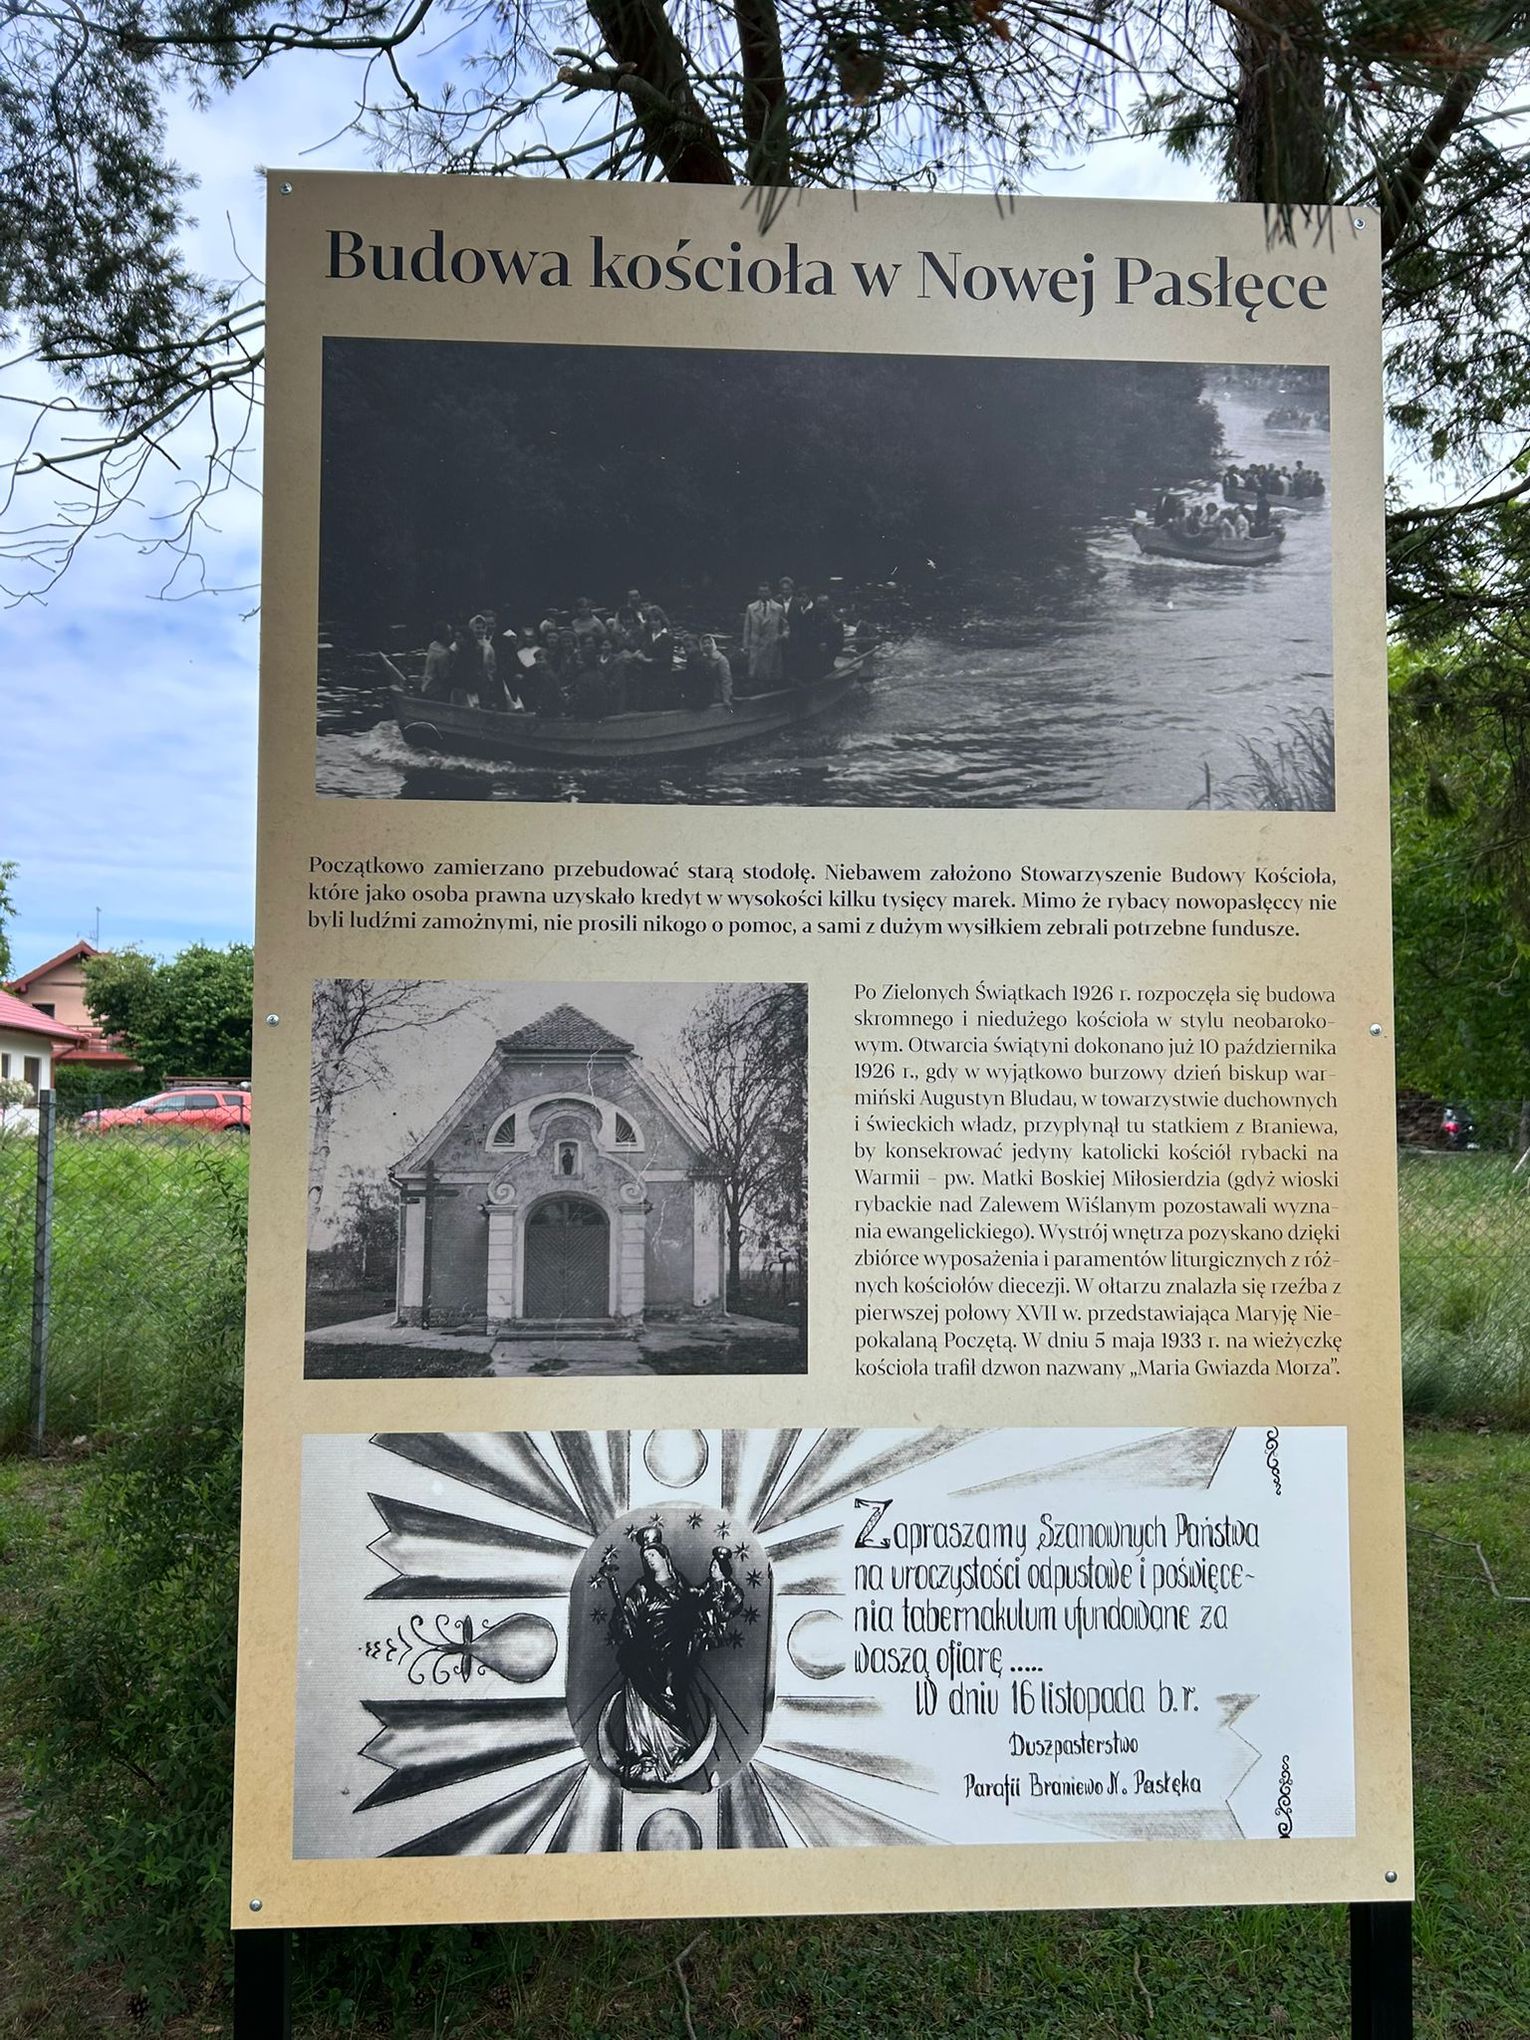 Budowa kościoła w Nowej Pasłęce
Początkowo zamierzano przebudować starą stodołę. Niebawem założono Stowarzyszenie Budowy Kościoła,
które jako osoba prawna uzyskało kredyt w wysokości kilku tysięcy marek. Mimo że rybacy nowopasłęccy nie
byli ludźmi zamożnymi, nie prosili nikogo o pomoc, a sami z dużym wysiłkiem zebrali potrzebne fundusze.
Po Zielonych Świątkach 1926 r. rozpoczęła się budowa
skromnego i niedużego kościoła w stylu neobaroko-
wym. Otwarcia świątyni dokonano już 10 października
1926 r., gdy w wyjątkowo burzowy dzień biskup war-
miński Augustyn Bludau, w towarzystwie duchownych
i świeckich władz, przypłynął tu statkiem z Braniewa,
by konsekrować jedyny katolicki kościół rybacki na
Warmii – pw. Matki Boskiej Miłosierdzia (gdyż wioski
rybackie nad Zalewem Wiślanym pozostawali wyzna-
nia ewangelickiego). Wystrój wnętrza pozyskano dzięki
zbiórce wyposażenia i paramentów liturgicznych z róż-
nych kościołów diecezji. W ołtarzu znalazła się rzeźba z
pierwszej połowy XVII w. przedstawiająca Maryję Nie-
pokalaną Poczętą. W dniu 5 maja 1933 r. na wieżyczkę
kościoła trafił dzwon nazwany „Maria Gwiazda Morza”.
Zapraszamy Szanownych Państwa
na uroczystości odpustowe i poświęce-
nia tabernakulum ufundowane za
waszą ofiarę .....
W dniu 16 listopada b.r.
Duszpasterstwo
Parafii Braniewo N. Pasłęka